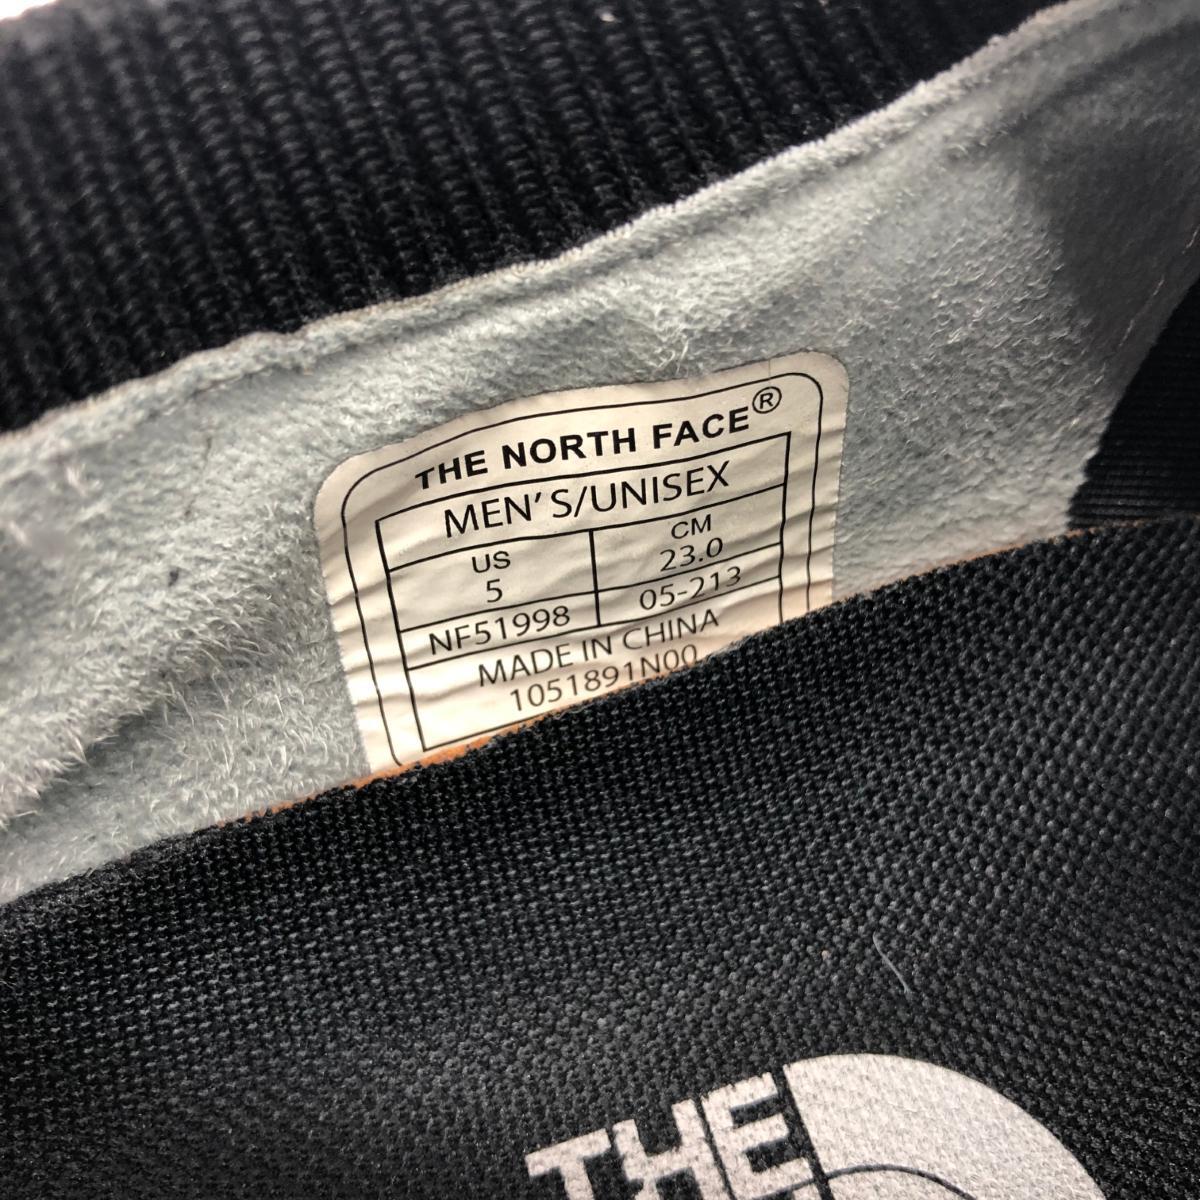 THE NORTH FACE®
MEN'S/UNISEX
US CM
5 23.0
NF51998 05-213
MADE IN CHINA
1051891N00
THE